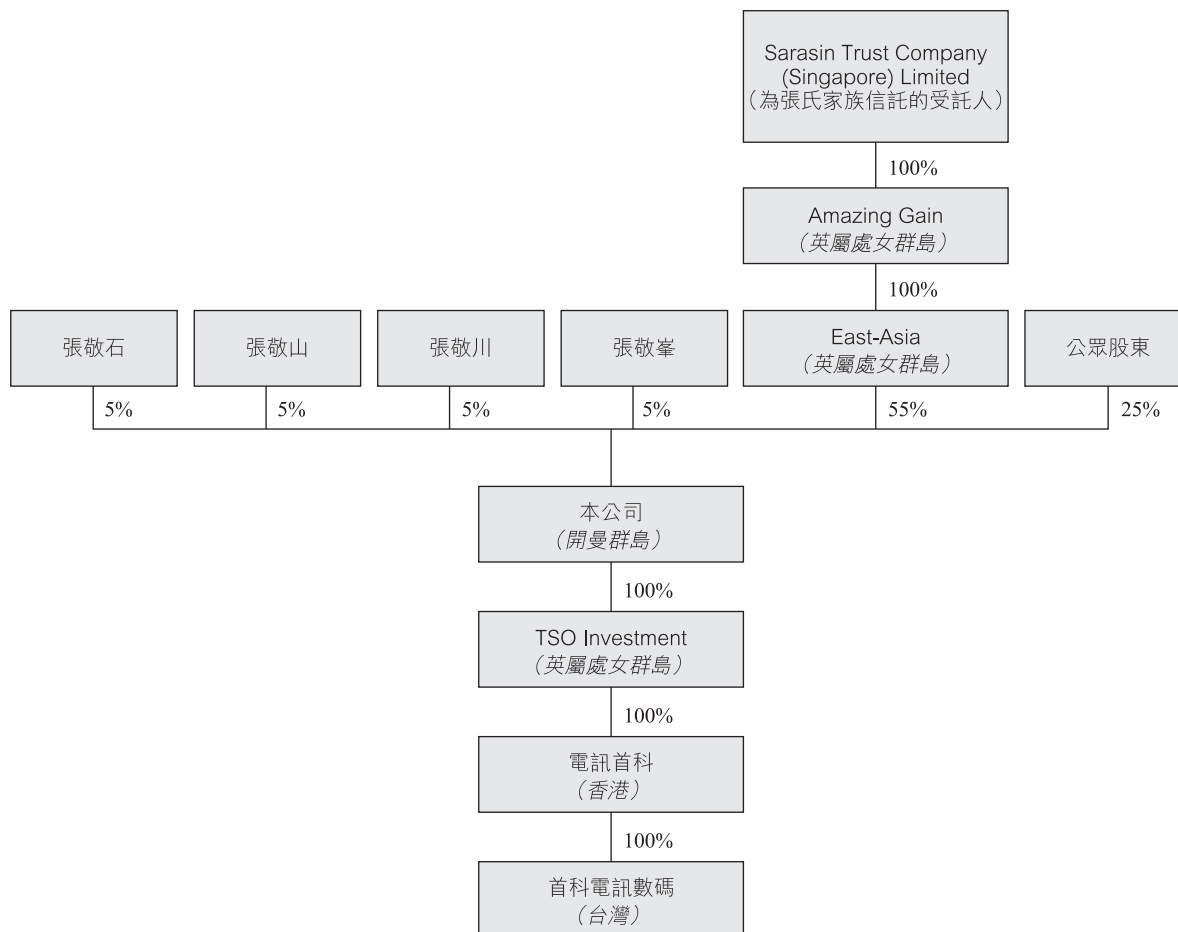 Sarasin Trust Company
(Singapore) Limited
（為張氏家族信託的受託人）
100%
Amazing Gain
（英屬處女群島）
100%
張敬石
張敬山
張敬川
張敬峯
East-Asia
（英屬處女群島）
公眾股東
5%
5%
5%
5%
55%
25%
本公司
（開曼群島）
100%
TSO Investment
（英屬處女群島）
100%
電訊首科
（香港）
100%
首科電訊數碼
（台灣）